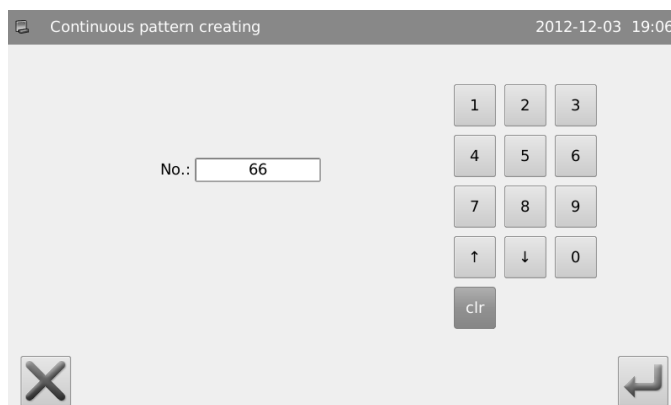 Continuous pattern creating 2012-12-03 19:06
1 2 3
4 5 6
No.: 66
7 8 9
↑ ↓ 0
clr